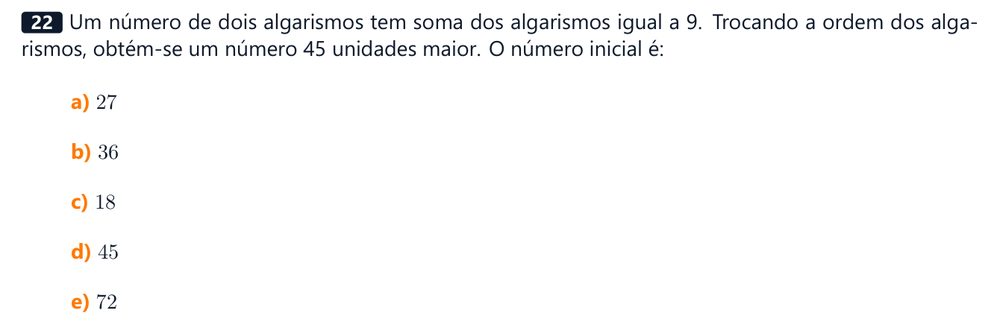 22 Um número de dois algarismos tem soma dos algarismos igual a 9. Trocando a ordem dos alga-
rismos, obtém-se um número 45 unidades maior. O número inicial é:
a) 27
b) 36
c) 18
d) 45
e) 72